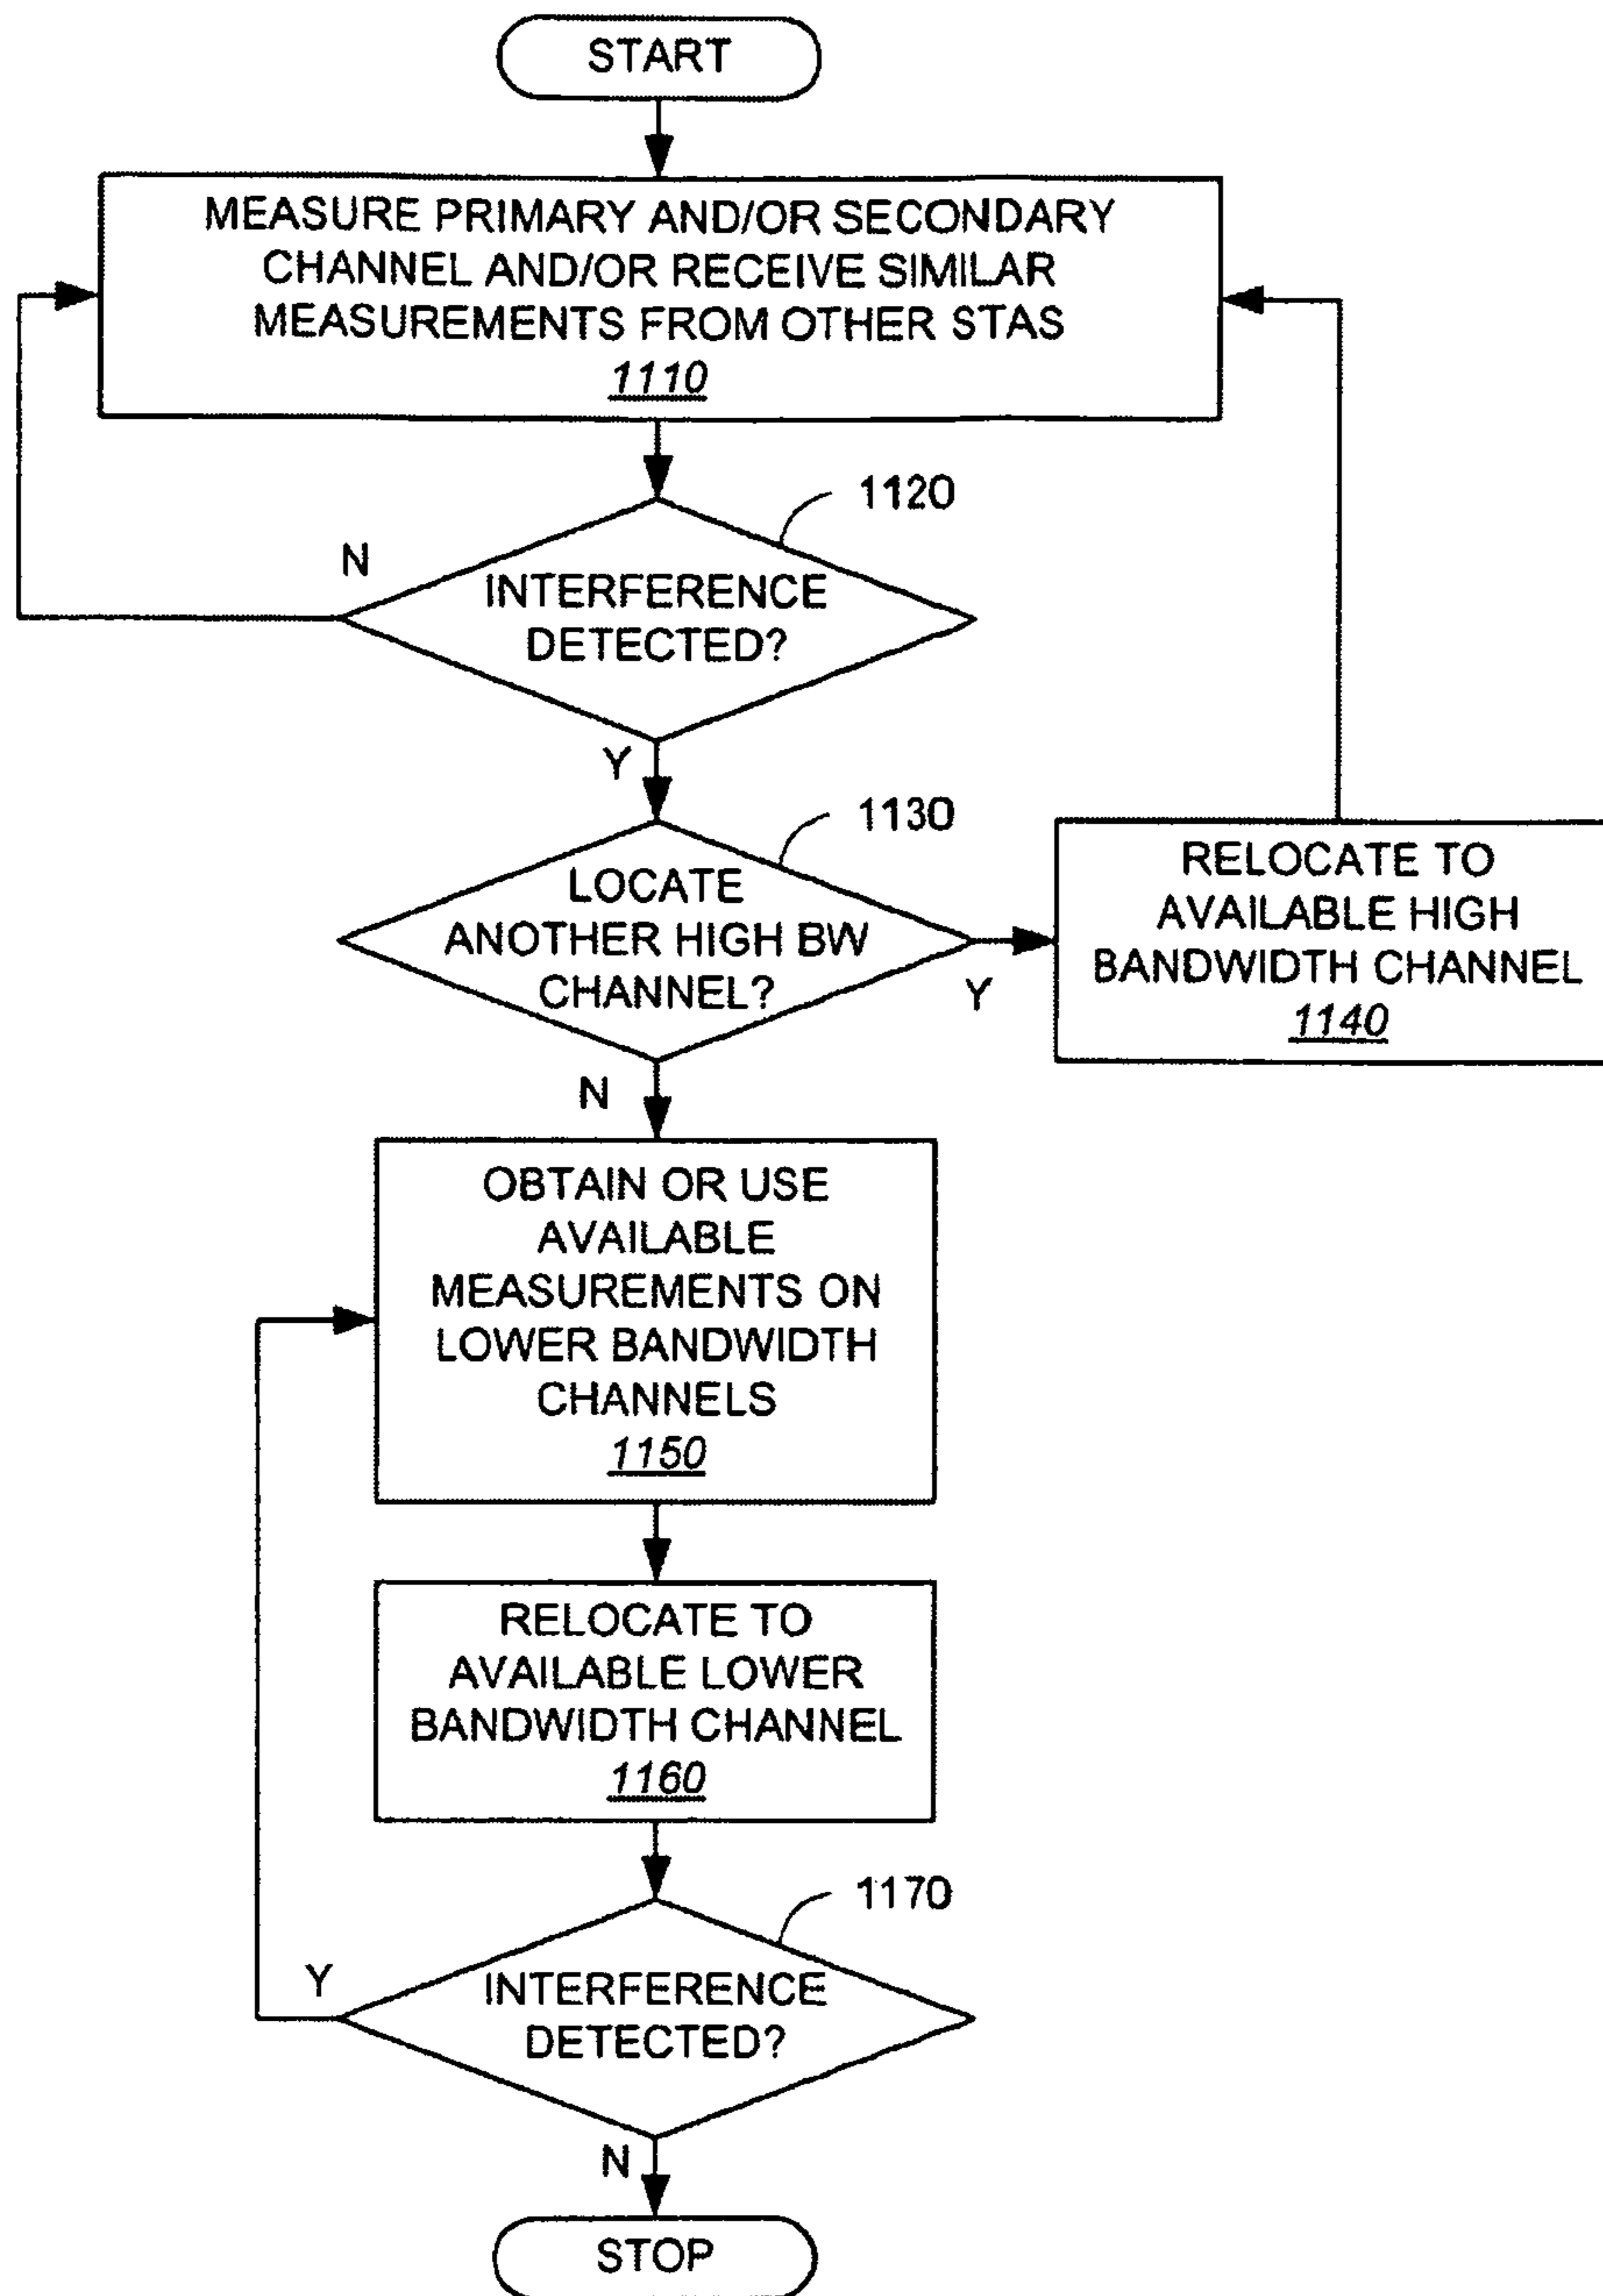 START
MEASURE PRIMARY AND/OR SECONDARY
CHANNEL AND/OR RECEIVE SIMILAR
MEASUREMENTS FROM OTHER STAS
1110
1120
N
INTERFERENCE
DETECTED?
Y
1130
LOCATE
ANOTHER HIGH BW
CHANNEL?
Y
RELOCATE TO
AVAILABLE HIGH
BANDWIDTH CHANNEL
1140
N
OBTAIN OR USE
AVAILABLE
MEASUREMENTS ON
LOWER BANDWIDTH
CHANNELS
1150
RELOCATE TO
AVAILABLE LOWER
BANDWIDTH CHANNEL
1160
1170
Y
INTERFERENCE
DETECTED?
N
STOP